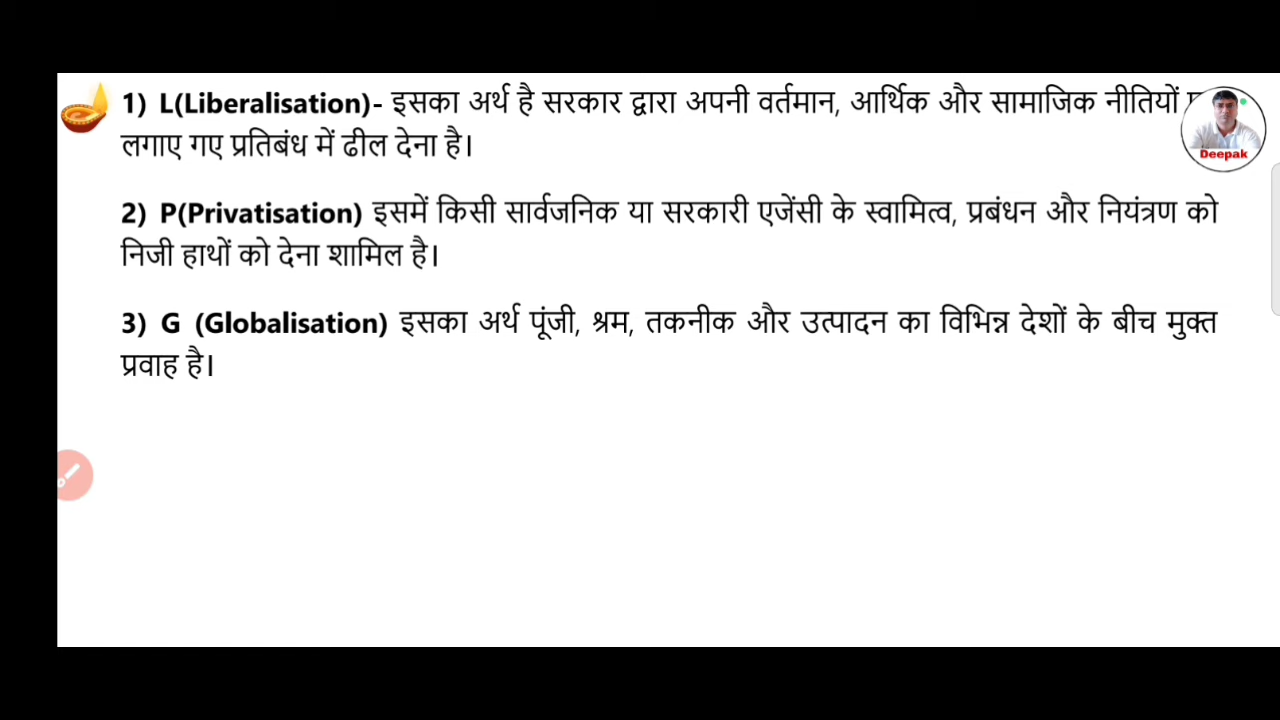 1) L(Liberalisation)- इसका अर्थ है सरकार द्वारा अपनी वर्तमान, आर्थिक और सामाजिक नीतियों
लगाए गए प्रतिबंध में ढील देना है।
Deepak
2) P(Privatisation) इसमें किसी सार्वजनिक या सरकारी एजेंसी के स्वामित्व, प्रबंधन और नियंत्रण को
निजी हाथों को देना शामिल है।
3) G (Globalisation) इसका अर्थ पूंजी, श्रम, तकनीक और उत्पादन का विभिन्न देशों के बीच मुक्त
प्रवाह है।